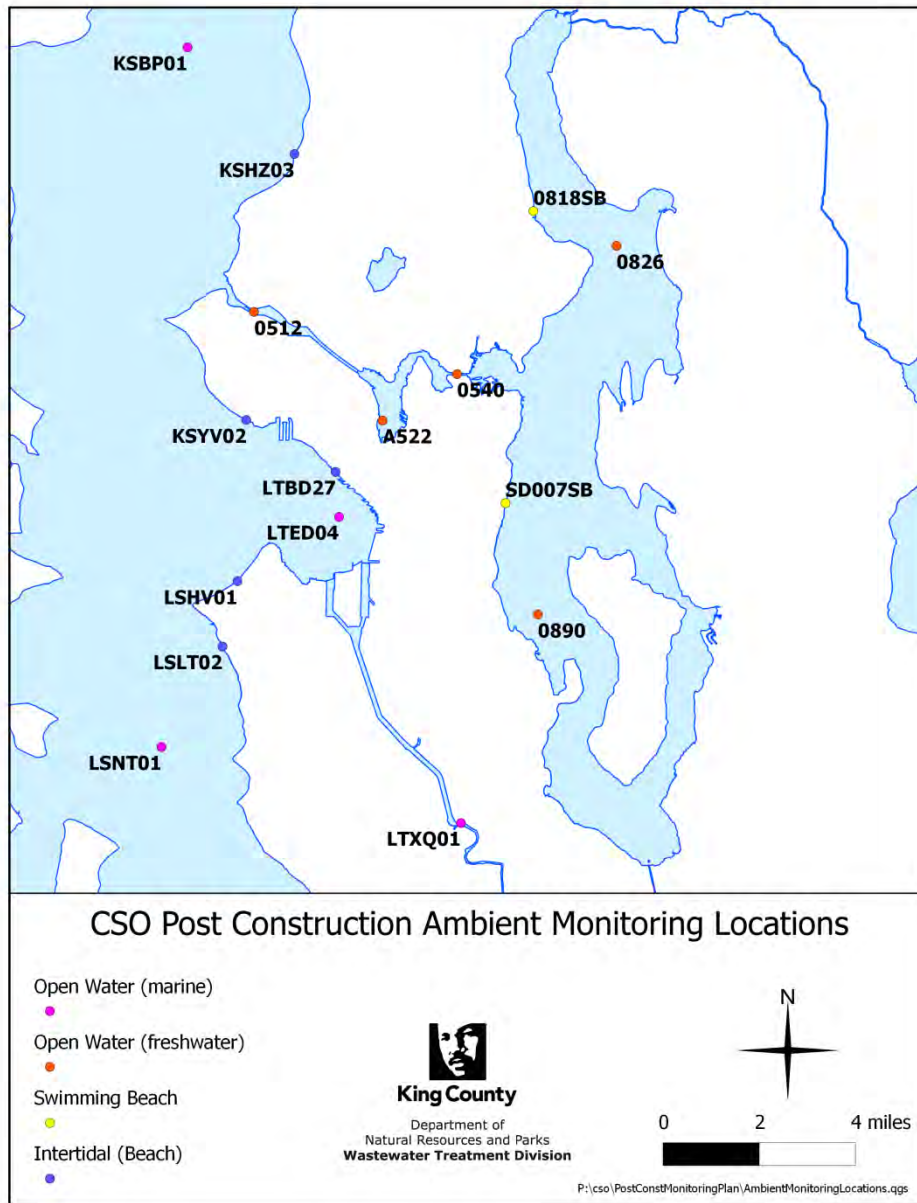 KSBP01
KSHZ03
0818SB
0826
0512
0540
KSYV02
A522
LTBD27
SD007SB
LTED04
LSHV01
0890
LSLT02
LSNT01
LTXQ01
CSO Post Construction Ambient Monitoring Locations
Open Water (marine)
Open Water (freshwater)
Swimming Beach
Intertidal (Beach)
King County
Department of
Natural Resources and Parks
Wastewater Treatment Division
N
0 2 4 miles
P:\cso\PostConstMonitoringPlan\AmbientMonitoringLocations.qgs